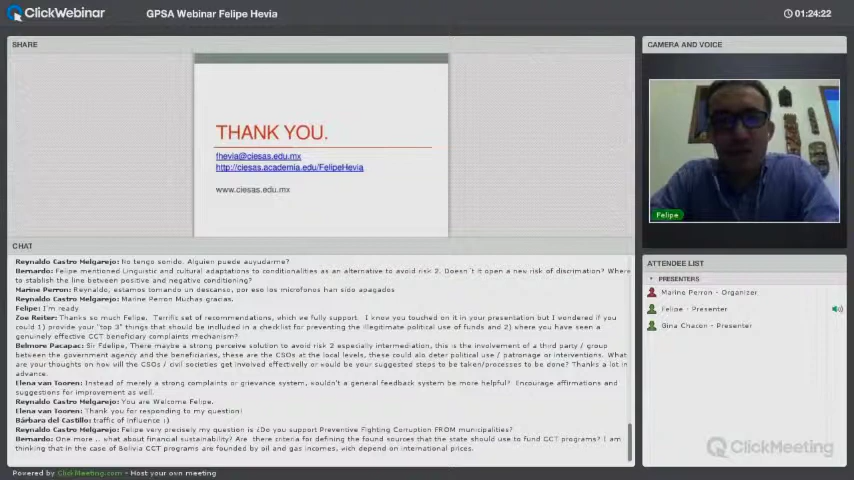 ClickWebinar
GPSA Webinar Felipe Hevia
01:24:22
SHARE
CAMERA AND VOICE
THANK YOU.
fhevia@ciesas.edu.mx
http://ciesas.academia.edu/FelipeHevia
www.ciesas.edu.mx
Felipe
CHAT
Reynaldo Castro Melgarejo: No tengo sonido. Alguien puede auyudarme?
Bernardo: Felipe mentioned Linguistic and cultural adaptations to conditionalities as an alternative to avoid risk 2. Doesn't it open a new risk of discrimation? Where
to stablish the line between positive and negative conditioning?
Marine Perron: Reynaldo, estamos tomando un descanso, por eso los microfonos han sido apagados
Reynaldo Castro Melgarejo: Marine Perron Muchas gracias.
Felipe: I'm ready
Zoe Reiter: Thanks so much Felipe. Terrific set of recommendations, which we fully support. I know you touched on it in your presentation but I wondered if you
could 1) provide your "top 3" things that should be included in a checklist for preventing the illegitimate political use of funds and 2) where you have seen a
genuinely effective CCT beneficiary complaints mechanism?
Belmore Pacapac: Sir Fdelipe, There maybe a strong perceive solution to avoid risk 2 especially intermediation, this is the involvement of a third party / group
between the government agency and the beneficiaries, these are the CSOs at the local levels, these could alo deter political use / patronage or interventions. What
are your thoughts on how will the CSOs / civil societies get involved effectivelly or would be your suggested steps to be taken/processes to be done? Thanks a lot in
advance.
Elena van Tooren: Instead of merely a strong complaints or grievance system, wouldn't a general feedback system be more helpful? Encourage affirmations and
suggestions for improvement as well.
Reynaldo Castro Melgarejo: You are Welcome Felipe.
Elena van Tooren: Thank you for responding to my question!
Bárbara del Castillo: traffic of influence :)
Reynaldo Castro Melgarejo: Felipe very precisely my question is ¿Do you support Preventive Fighting Corruption FROM municipalities?
Bernardo: One more .. what about financial sustainability? Are there criteria for defining the found sources that the state should use to fund CCT programs? I am
thinking that in the case of Bolivia CCT programs are founded by oil and gas incomes, wich depend on international prices.
ATTENDEE LIST
PRESENTERS
Marine Perron - Organizer
Felipe - Presenter
Gina Chacon - Presenter
ClickMeeting
Powered by ClickMeeting.com - Host your own meeting